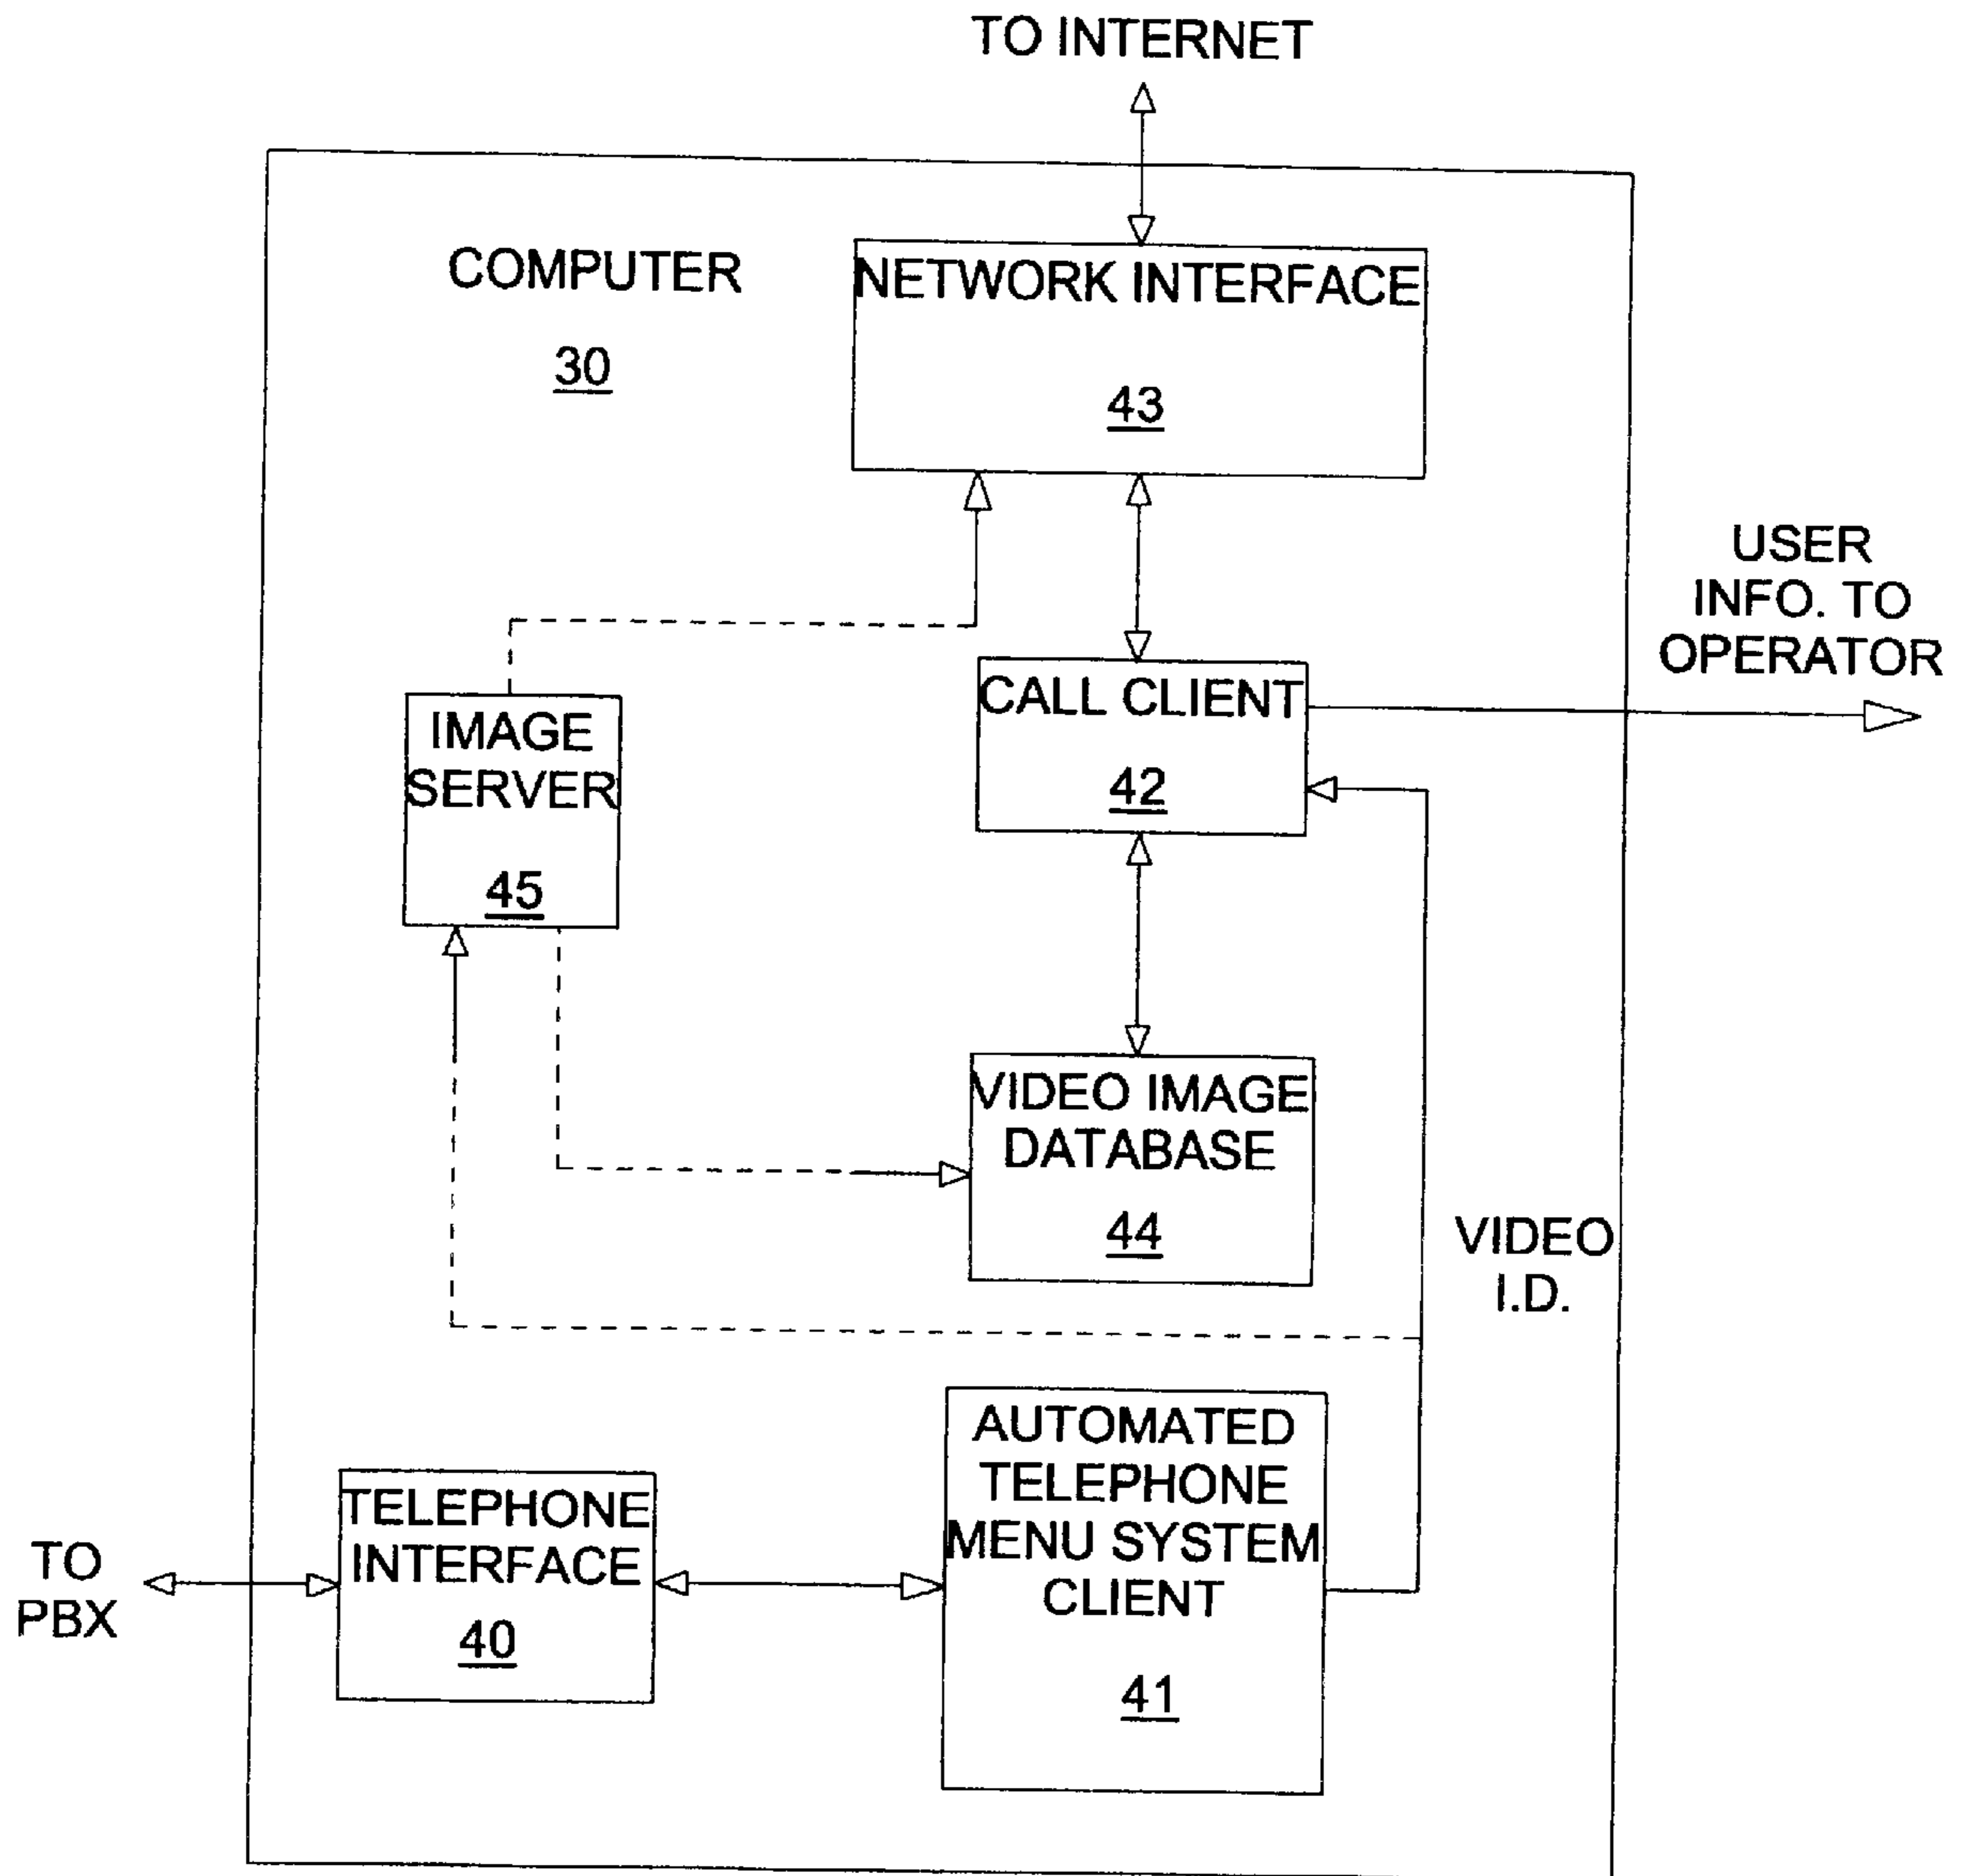 TO INTERNET
COMPUTER
30
NETWORK INTERFACE
43
USER
INFO. TO
OPERATOR
CALL CLIENT
42
IMAGE
SERVER
45
VIDEO IMAGE
DATABASE
44
VIDEO
I.D.
AUTOMATED
TELEPHONE
MENU SYSTEM
CLIENT
41
TELEPHONE
INTERFACE
40
TO
PBX